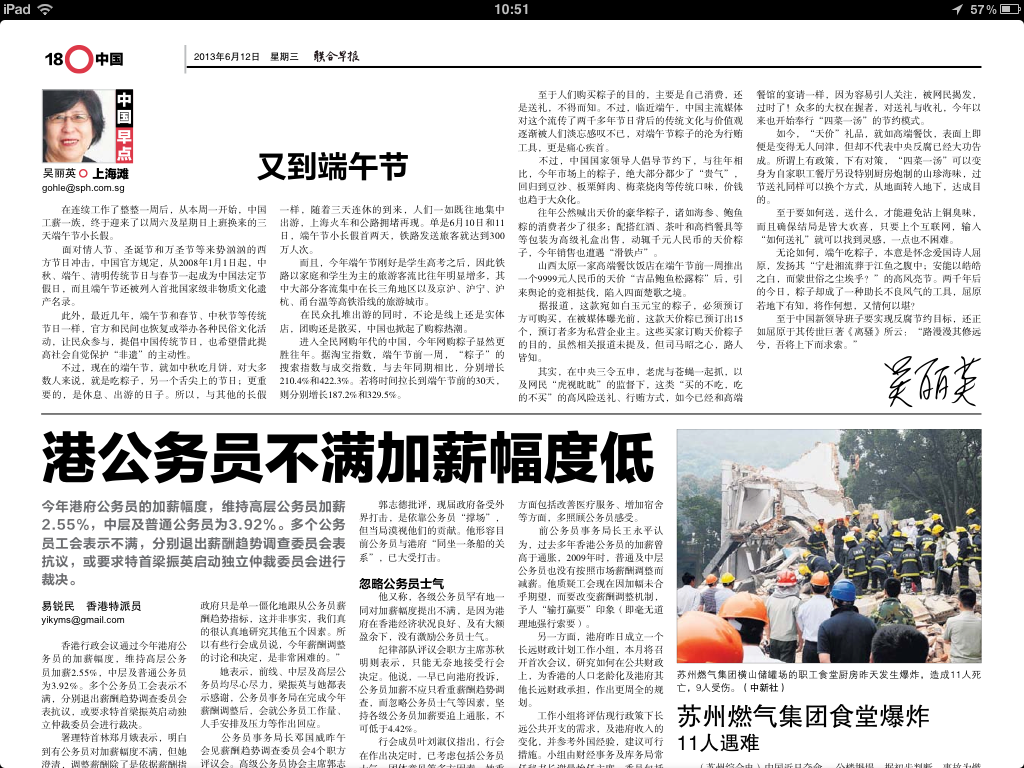 iPad
10:51
57%
18 中国
2013年6月12日 星期三 联合早报
中国早点
吴丽英 上海滩
gohle@sph.com.sg
又到端午节
在连续工作了整整一周后，从本周一开始，中国
工薪一族，终于迎来了以周六及星期日上班换来的三
天端午节小长假。
面对情人节、圣诞节和万圣节等来势汹汹的西
方节日冲击，中国官方规定，从2008年1月1日起，中
秋、端午、清明传统节日与春节一起成为中国法定节
假日，而且端午节还被列入首批国家级非物质文化遗
产名录。
此外，最近几年，端午节和春节、中秋节等传统
节日一样，官方和民间也恢复或举办各种民俗文化活
动，让民众参与，提倡中国传统节日，也希望借此提
高社会自觉保护“非遗”的主动性。
不过，现在的端午节，就如中秋吃月饼，对大多
数人来说，就是吃粽子，另一个舌尖上的节日；更重
要的，是休息、出游的日子。所以，与其他的长假
一样，随着三天连休的到来，人们一如既往地集中
出游，上海火车和公路拥堵再现。单是6月10日和11
日，端午节小长假首两天，铁路发送旅客就达到300
万人次。
而且，今年端午节刚好是学生高考之后，因此铁
路以家庭和学生为主的旅游客流比往年明显增多，其
中大部分客流集中在长三角地区以及京沪、沪宁、沪
杭、甬台温等高铁沿线的旅游城市。
在民众扎堆出游的同时，不论是线上还是实体
店，团购还是散买，中国也掀起了购粽热潮。
进入全民网购年代的中国，今年网购粽子显然更
胜往年。据淘宝指数，端午节前一周，“粽子”的
搜索指数与成交指数，与去年同期相比，分别增长
210.4%和422.3%。若将时间拉长到端午节前的30天，
则分别增长187.2%和329.5%。
至于人们购买粽子的目的，主要是自己消费，还
是送礼，不得而知。不过，临近端午，中国主流媒体
对这个流传了两千多年节日背后的传统文化与价值观
逐渐被人们淡忘感叹不已，对端午节粽子的沦为行贿
工具，更是痛心疾首。
不过，中国国家领导人倡导节约下，与往年相
比，今年市场上的粽子，绝大部分都少了“贵气”，
回归到豆沙、板栗鲜肉、梅菜烧肉等传统口味，价钱
也趋于大众化。
往年公然喊出天价的豪华粽子，诸如海参、鲍鱼
粽的消费者少了很多；配搭红酒、茶叶和高档餐具等
等包装为高级礼盒出售，动辄千元人民币的天价粽
子，今年销售也遭遇“滑铁卢”。
山西太原一家高端餐饮饭店在端午节前一周推出
一个9999元人民币的天价“吉品鲍鱼松露粽”后，引
来舆论的竞相挞伐，陷入四面楚歌之境。
据报道，这款宛如白玉元宝的粽子，必须预订
方可购买，在被媒体曝光前，这款天价粽已预订出15
个，预订者多为私营企业主。这些买家订购天价粽子
的目的，虽然相关报道未提及，但司马昭之心，路人
皆知。
其实，在中央三令五申，老虎与苍蝇一起抓，以
及网民“虎视眈眈”的监督下，这类“买的不吃，吃
的不买”的高风险送礼、行贿方式，如今已经和高端
餐馆的宴请一样，因为容易引人关注，被网民揭发，
过时了！众多的大权在握者，对送礼与收礼，今年以
来也开始奉行“四菜一汤”的节约模式。
如今，“天价”礼品，就如高端餐饮，表面上即
便是变得无人问津，但却不代表中央反腐已经大功告
成。所谓上有政策，下有对策，“四菜一汤”可以变
身为自家职工餐厅另设特别厨房炮制的山珍海味，过
节送礼同样可以换个方式，从地面转入地下，达成目
的。
至于要如何送，送什么，才能避免沾上铜臭味，
而且确保结局是皆大欢喜，只要上个互联网，输入
“如何送礼”就可以找到灵感，一点也不困难。
无论如何，端午吃粽子，本意是怀念爱国诗人屈
原，发扬其“宁赴湘流葬于江鱼之腹中；安能以皓皓
之白，而蒙世俗之尘埃乎？”的高风亮节。两千年后
的今日，粽子却成了一种助长不良风气的工具，屈原
若地下有知，将作何想，又情何以堪？
至于中国新领导班子要实现反腐节约目标，还正
如屈原于其传世巨著《离骚》所云：“路漫漫其修远
兮，吾将上下而求索。”
吴丽英
港公务员不满加薪幅度低
今年港府公务员的加薪幅度，维持高层公务员加薪
2.55%，中层及普通公务员为3.92%。多个公务
员工会表示不满，分别退出薪酬趋势调查委员会表
抗议，或要求特首梁振英启动独立仲裁委员会进行
裁决。
易锐民 香港特派员
yikyms@gmail.com
香港行政会议通过今年港府公
务员的加薪幅度，维持高层公务员
加薪2.55%，中层及普通公务员
为3.92%。多个公务员工会表示不
满，分别退出薪酬趋势调查委员会
表抗议，或要求特首梁振英启动独
立仲裁委员会进行裁决。
署理特首林郑月娥表示，明白
到有公务员对加薪幅度不满，但她
澄清，调整薪酬除了是依据薪酬指
政府只是单一僵化地跟从公务员薪
酬趋势指标，这并非事实，我们真
的很认真地研究其他五个因素。所
以有些行会成员说，今年薪酬调整
的讨论和决定，是非常困难的。”
她表示，前线、中层及高层公
务员均尽心尽力，梁振英与她都表
示感谢，公务员事务局在完成今年
薪酬调整后，会就公务员工作量、
人手安排及压力等作出回应。
公务员事务局长邓国威昨午
会见薪酬趋势调查委员会4个职方
评议会。高级公务员协会主席郭志
郭志德批评，现届政府备受外
界打击，是依靠公务员“撑场”，
但当局漠视他们的贡献。他形容目
前公务员与港府“同坐一条船的关
系”，已大受打击。
忽略公务员士气
他又称，各级公务员罕有地一
同对加薪幅度提出不满，是因为港
府在香港经济状况良好、及有大额
盈余下，没有激励公务员士气。
纪律部队评议会职方主席苏秋
明则表示，只能无奈地接受行会
决定。他说，一早已向港府投诉，
公务员加薪不应只看重薪酬趋势调
查，而忽略公务员士气等因素，坚
持各级公务员加薪要追上通胀，不
可低于4.42%。
行会成员叶刘淑仪指出，行会
在作出决定时，已考虑包括公务员
方面包括改善医疗服务、增加宿舍
等方面，多照顾公务员感受。
前公务员事务局长王永平认
为，过去多年香港公务员的加薪曾
高于通胀，2009年时，普通及中层
公务员也没有按照市场薪酬调整而
减薪。他质疑工会现在因加幅未合
乎期望，而要改变薪酬调整机制，
予人“输打赢要”印象（即毫无道
理地强行索要）。
另一方面，港府昨日成立一个
长远财政计划工作小组，本月将召
开首次会议，研究如何在公共财政
上，为香港的人口老龄化及港府其
他长远财政承担，作出更周全的规
划。
工作小组将评估现行政策下长
远公共开支的需求，及港府收入的
变化，并参考外国经验，建议可行
措施。小组由财经事务及库务局常
苏州燃气集团横山储罐场的职工食堂厨房昨天发生爆炸，造成11人死
亡，9人受伤。（中新社）
苏州燃气集团食堂爆炸
11人遇难